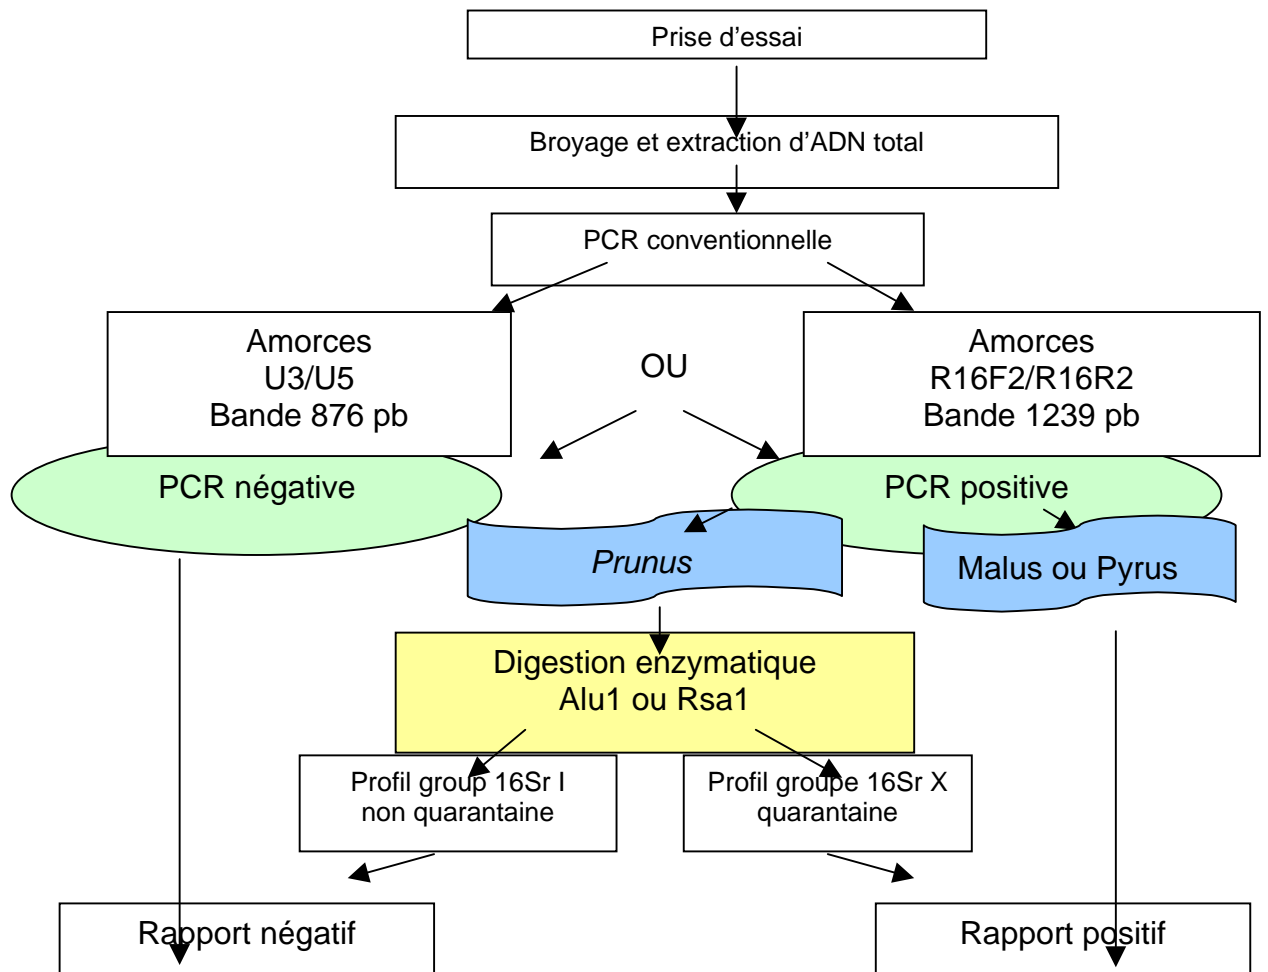 Prise d'essai
Broyage et extraction d'ADN total
PCR conventionnelle
Amorces
U3/U5
Bande 876 pb
OU
Amorces
R16F2/R16R2
Bande 1239 pb
PCR négative
PCR positive
Prunus
Malus ou Pyrus
Digestion enzymatique
Alu1 ou Rsa1
Profil group 16Sr I
non quarantaine
Profil groupe 16Sr X
quarantaine
Rapport négatif
Rapport positif